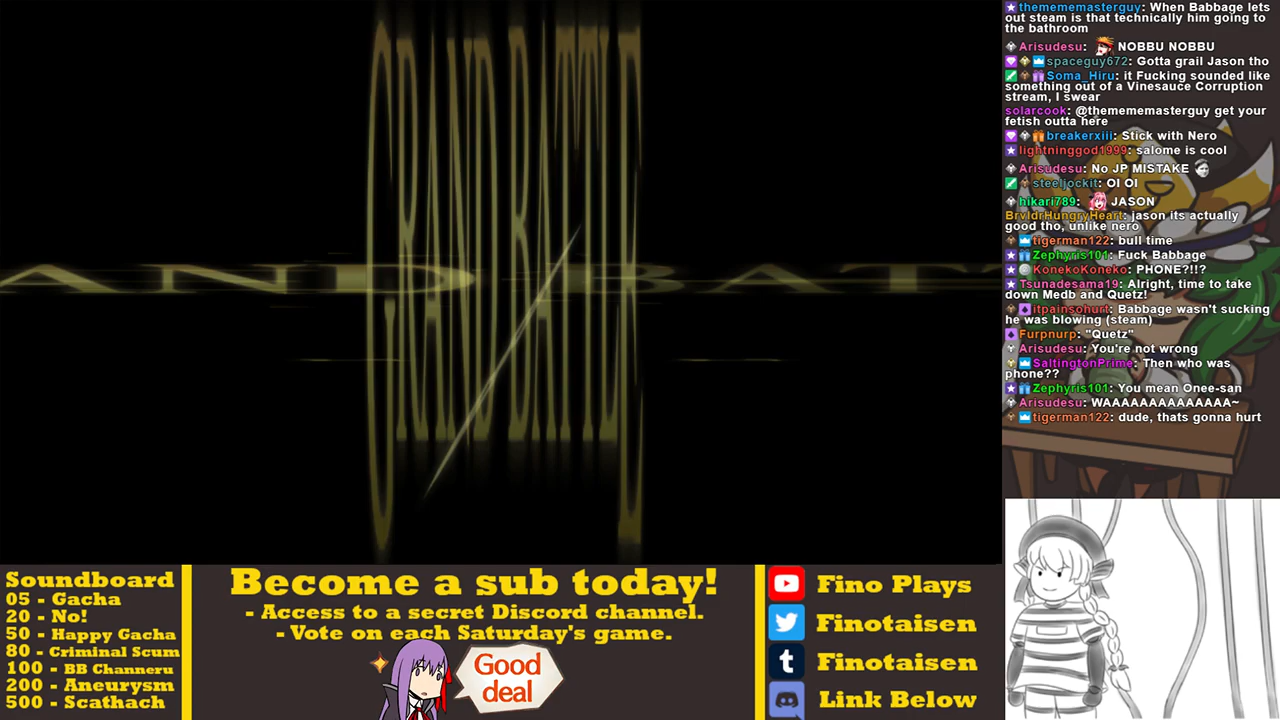 GRAND BATTLE
AND BAT
Soundboard
05 - Gacha
20 - No!
50 - Happy Gacha
80 - Criminal Scum
100 - BB Channeru
200 - Aneurysm
500 - Scathach
Become a sub today!
- Access to a secret Discord channel.
- Vote on each Saturday's game.
Good
deal
Fino Plays
Finotaisen
t Finotaisen
Link Below
thememe​masterguy: When Babbage lets
out steam is that technically him going to
the bathroom
Arisudesu: NOBBU NOBBU
spaceguy672: Gotta grail Jason tho
Soma_Hiru: it Fucking sounded like
something out of a Vinesauce Corruption
stream, I swear
solarcook: @thememe​masterguy get your
fetish outta here
breakerxiii: Stick with Nero
lightninggod1999: salome is cool
Arisudesu: No JP MISTAKE
steeljockit: OI OI
hikari789: JASON
BrvldrHungryHeart: jason its actually
good tho, unlike nero
tigerman122: bull time
Zephyris101: Fuck Babbage
KonekoKoneko: PHONE?!!?
Tsunadesama19: Alright, time to take
down Medb and Quetz!
itpainsohurt: Babbage wasn't sucking
he was blowing (steam)
Furpnurp: "Quetz"
Arisudesu: You're not wrong
SaltingtonPrime: Then who was
phone??
Zephyris101: You mean Onee-san
Arisudesu: WAAAAAAAAAAAAA~
tigerman122: dude, thats gonna hurt